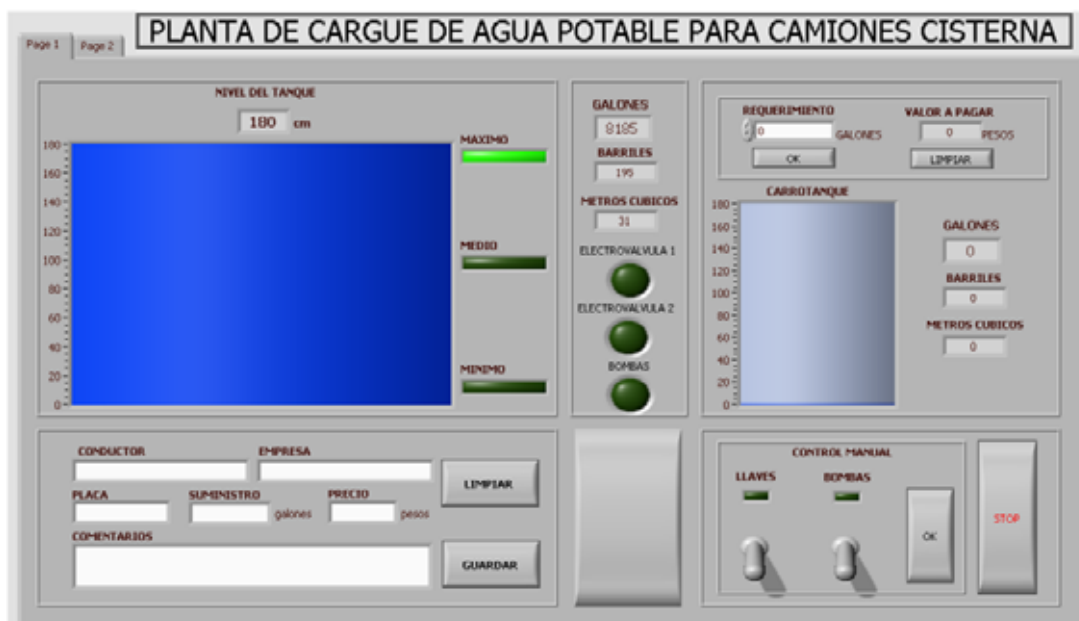 PLANTA DE CARGUE DE AGUA POTABLE PARA CAMIONES CISTERNA
Page 1
Page 2
NIVEL DEL TANQUE
180 cm
MAXIMO
MEDIO
MINIMO
180
160
140
120
100
80
60
40
20
0
GALONES
8185
BARRILES
195
METROS CUBICOS
31
ELECTROVALVULA 1
ELECTROVALVULA 2
BOMBAS
REQUERIMIENTO
0 GALONES
OK
VALOR A PAGAR
0 PESOS
LIMPIAR
CARROTANQUE
180
160
140
120
100
80
60
40
20
0
GALONES
0
BARRILES
0
METROS CUBICOS
0
CONDUCTOR
EMPRESA
LIMPIAR
PLACA
SUMINISTRO
galones
PRECIO
pesos
COMENTARIOS
GUARDAR
CONTROL MANUAL
LLAVES
BOMBAS
OK
STOP